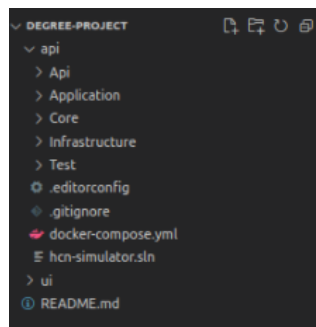 DEGREE-PROJECT
api
Api
Application
Core
Infrastructure
Test
.editorconfig
.gitignore
docker-compose.yml
hcn-simulator.sln
ui
README.md